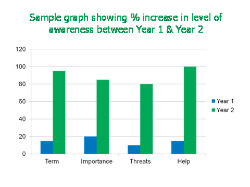 Sample graph showing % increase in level of
awareness between Year 1 & Year 2
120
100
80
60
40
20
0
Term Importance Threats Help
Year 1
Year 2